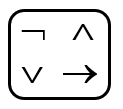 ¬ ∧
∨ →